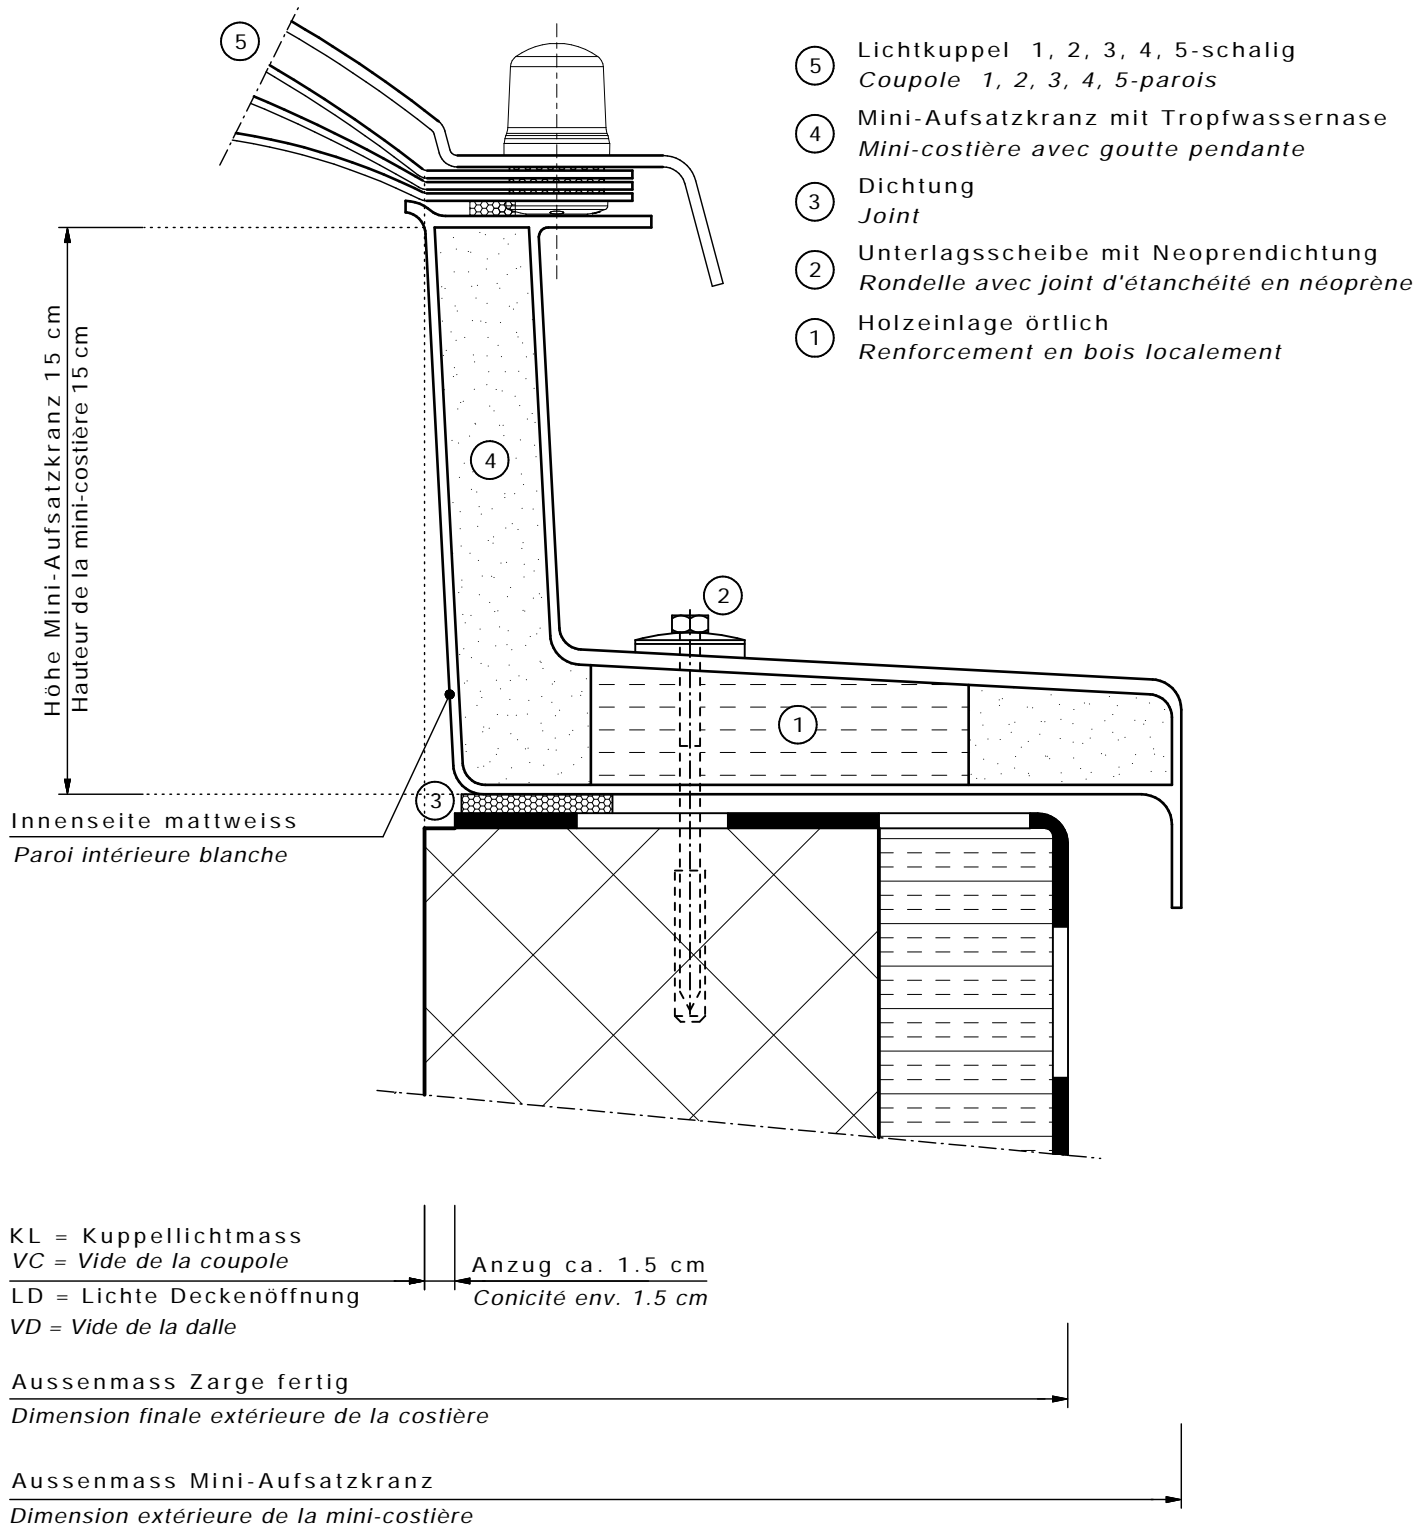 5
5
Lichtkuppel 1, 2, 3, 4, 5-schalig
Coupole 1, 2, 3, 4, 5-parois
4
Mini-Aufsatzkranz mit Tropfwassernase
Mini-costière avec goutte pendante
3
Dichtung
Joint
2
Unterlagsscheibe mit Neoprendichtung
Rondelle avec joint d'étanchéité en néoprène
1
Holzeinlage örtlich
Renforcement en bois localement
Höhe Mini-Aufsatzkranz 15 cm
Hauteur de la mini-costière 15 cm
4
2
1
3
Innenseite mattweiss
Paroi intérieure blanche
KL = Kuppellichtmass
VC = Vide de la coupole
LD = Lichte Deckenöffnung
VD = Vide de la dalle
Anzug ca. 1.5 cm
Conicité env. 1.5 cm
Aussenmass Zarge fertig
Dimension finale extérieure de la costière
Aussenmass Mini-Aufsatzkranz
Dimension extérieure de la mini-costière